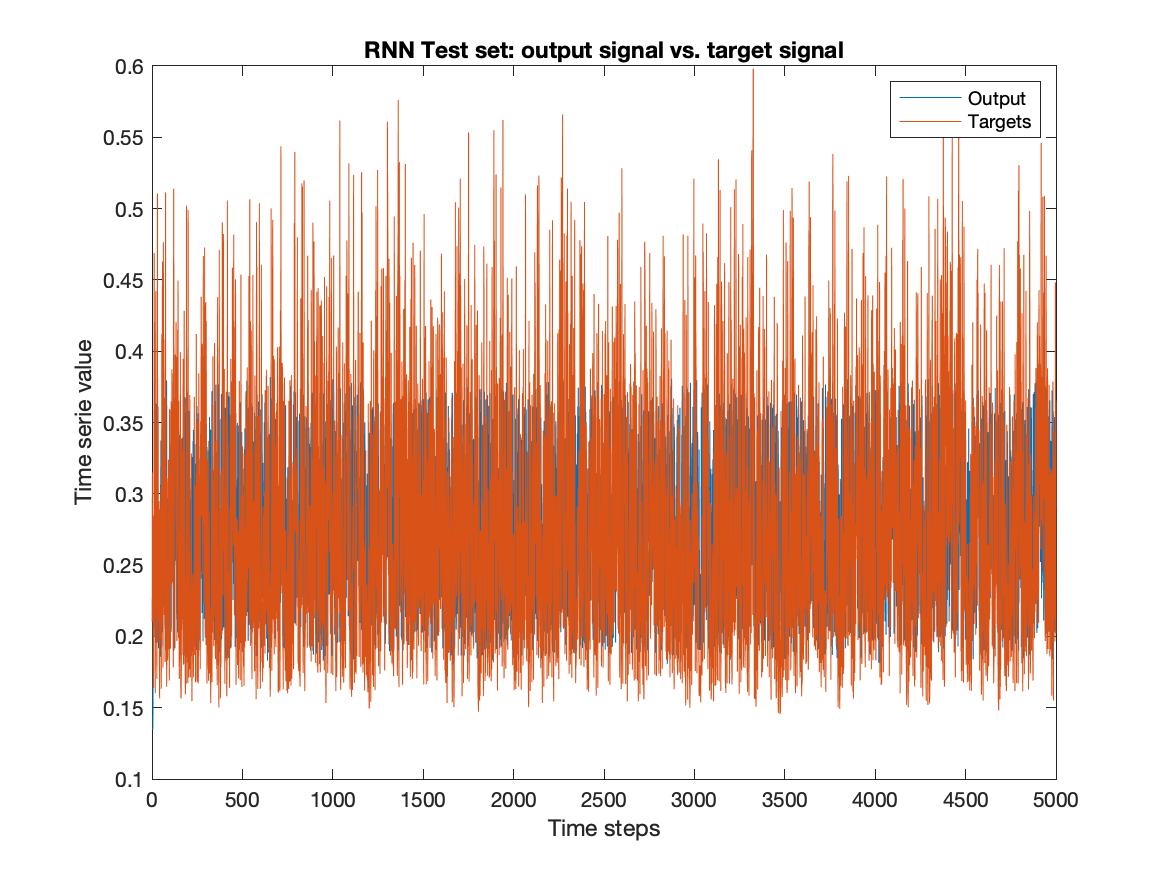 RNN Test set: output signal vs. target signal
0.6
0.55
0.5
0.45
0.4
0.35
0.3
0.25
0.2
0.15
0.1
Time serie value
Output
Targets
0 500 1000 1500 2000 2500 3000 3500 4000 4500 5000
Time steps